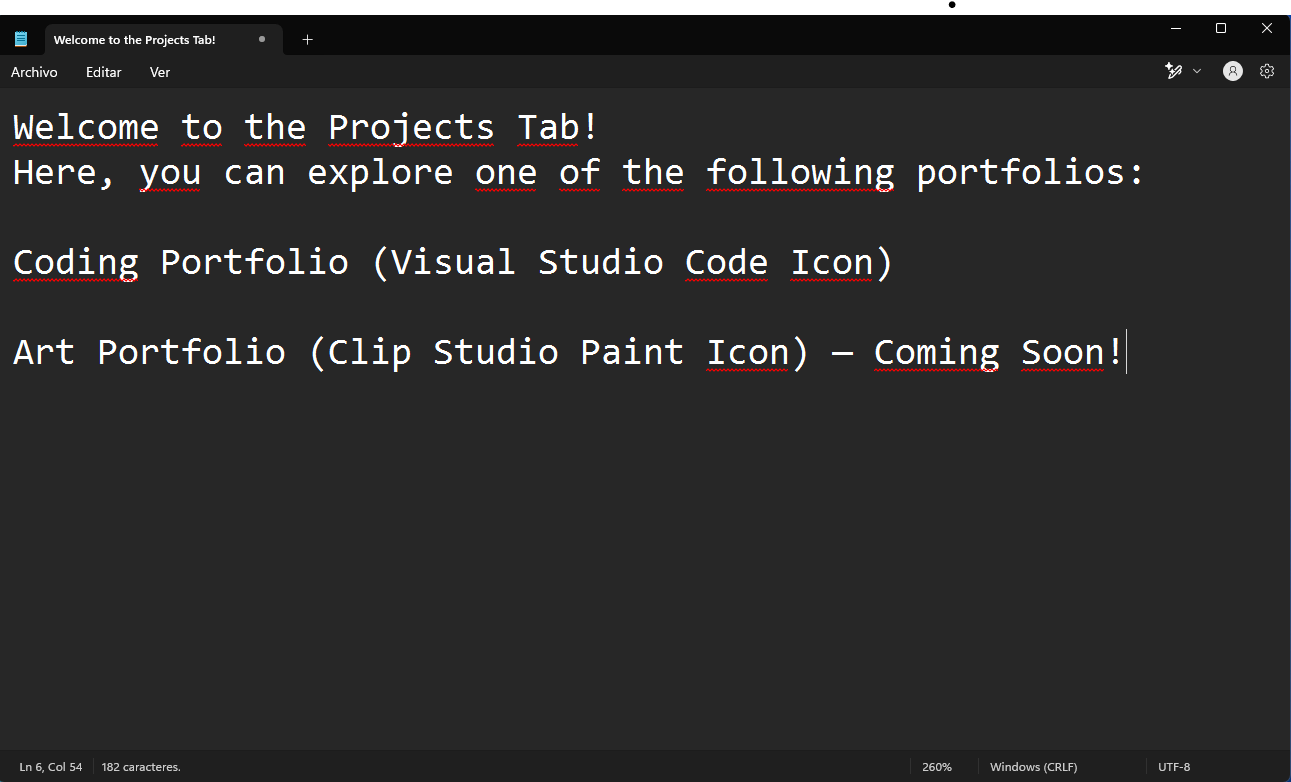 Welcome to the Projects Tab!
Archivo Editar Ver
Welcome to the Projects Tab!
Here, you can explore one of the following portfolios:
Coding Portfolio (Visual Studio Code Icon)
Art Portfolio (Clip Studio Paint Icon) — Coming Soon!
Ln 6, Col 54 182 caracteres. 260% Windows (CRLF) UTF-8